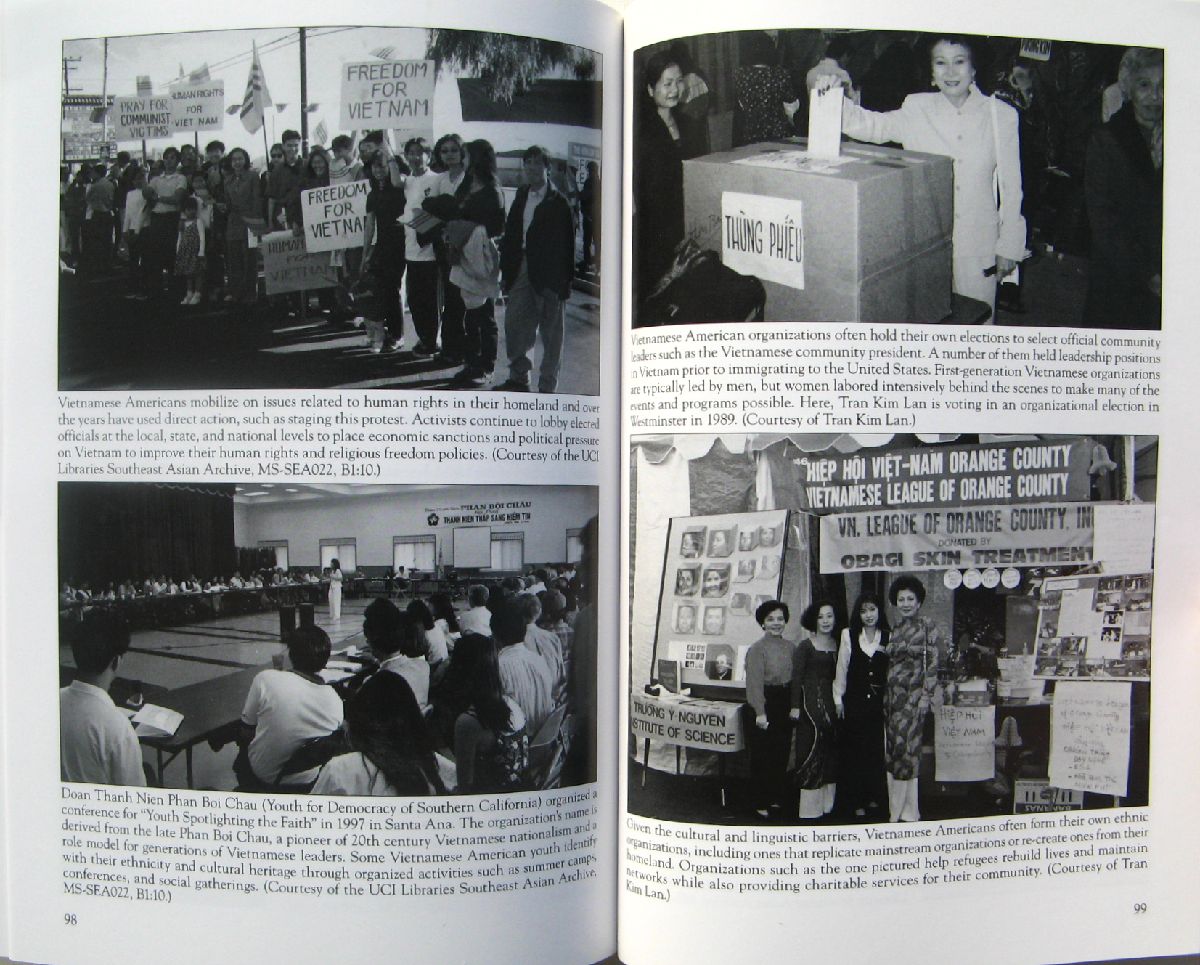 PRAY FOR
COMMUNIST
VICTIMS
HUMAN RIGHTS
FOR
VIET NAM
FREEDOM
FOR
VIETNAM
FREEDOM
FOR
VIETNAM
HUMAN
FOR
VIETNAM
Vietnamese Americans mobilize on issues related to human rights in their homeland and over
the years have used direct action, such as staging this protest. Activists continue to lobby elected
officials at the local, state, and national levels to place economic sanctions and political pressure
on Vietnam to improve their human rights and religious freedom policies. (Courtesy of the UCI
Libraries Southeast Asian Archive, MS-SEA022, B1:10.)
PHAN BỘI CHÂU
THANH NIÊN THẮP SÁNG NIỀM TIN
Doan Thanh Nien Phan Boi Chau (Youth for Democracy of Southern California) organized a
conference for "Youth Spotlighting the Faith" in 1997 in Santa Ana. The organization's name is
derived from the late Phan Boi Chau, a pioneer of 20th century Vietnamese nationalism and a
role model for generations of Vietnamese leaders. Some Vietnamese American youth identify
with their ethnicity and cultural heritage through organized activities such as summer camps,
conferences, and social gatherings. (Courtesy of the UCI Libraries Southeast Asian Archive,
MS-SEA022, B1:10.)
98
THÙNG PHIẾU
Vietnamese American organizations often hold their own elections to select official community
leaders such as the Vietnamese community president. A number of them held leadership positions
in Vietnam prior to immigrating to the United States. First-generation Vietnamese organizations
are typically led by men, but women labored intensively behind the scenes to make many of the
events and programs possible. Here, Tran Kim Lan is voting in an organizational election in
Westminster in 1989. (Courtesy of Tran Kim Lan.)
HIỆP HỘI VIỆT-NAM ORANGE COUNTY
VIETNAMESE LEAGUE OF ORANGE COUNTY
VN. LEAGUE OF ORANGE COUNTY, IN
DONATED BY
OBAGI SKIN TREATMENT
TRƯỜNG Y-NGUYEN
INSTITUTE OF SCIENCE
HIỆP HỘI
VIỆT NAM
Given the cultural and linguistic barriers, Vietnamese Americans often form their own ethnic
organizations, including ones that replicate mainstream organizations or re-create ones from their
homeland. Organizations such as the one pictured help refugees rebuild lives and maintain
networks while also providing charitable services for their community. (Courtesy of Tran
Kim Lan.)
99